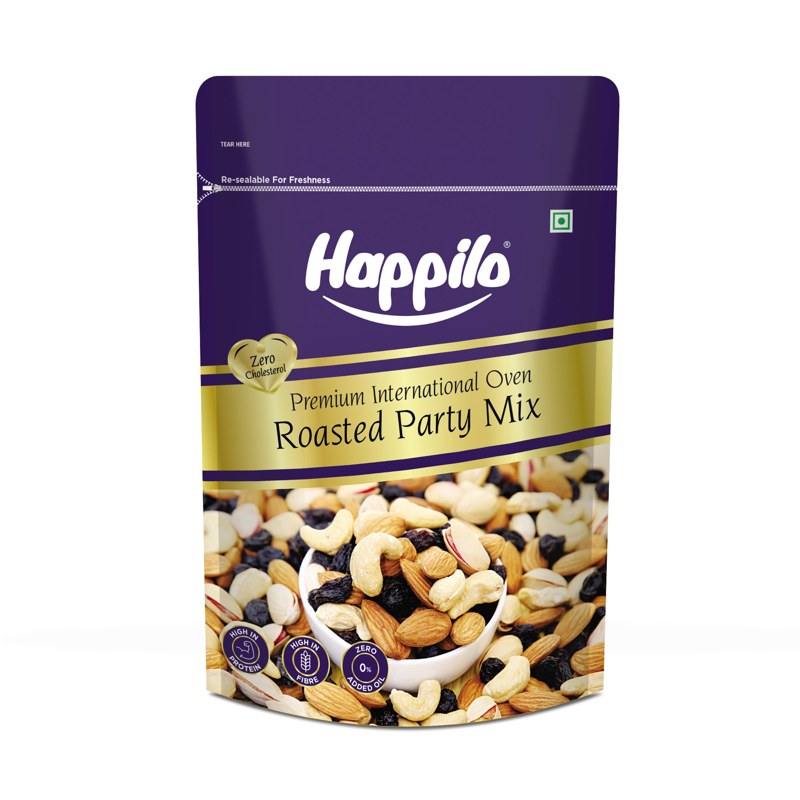 TEAR HERE
Re-sealable For Freshness
Happilo®
Zero
Cholesterol
Premium International Oven
Roasted Party Mix
HIGH IN
PROTEIN
HIGH IN
FIBRE
ZERO
0%
ADDED OIL